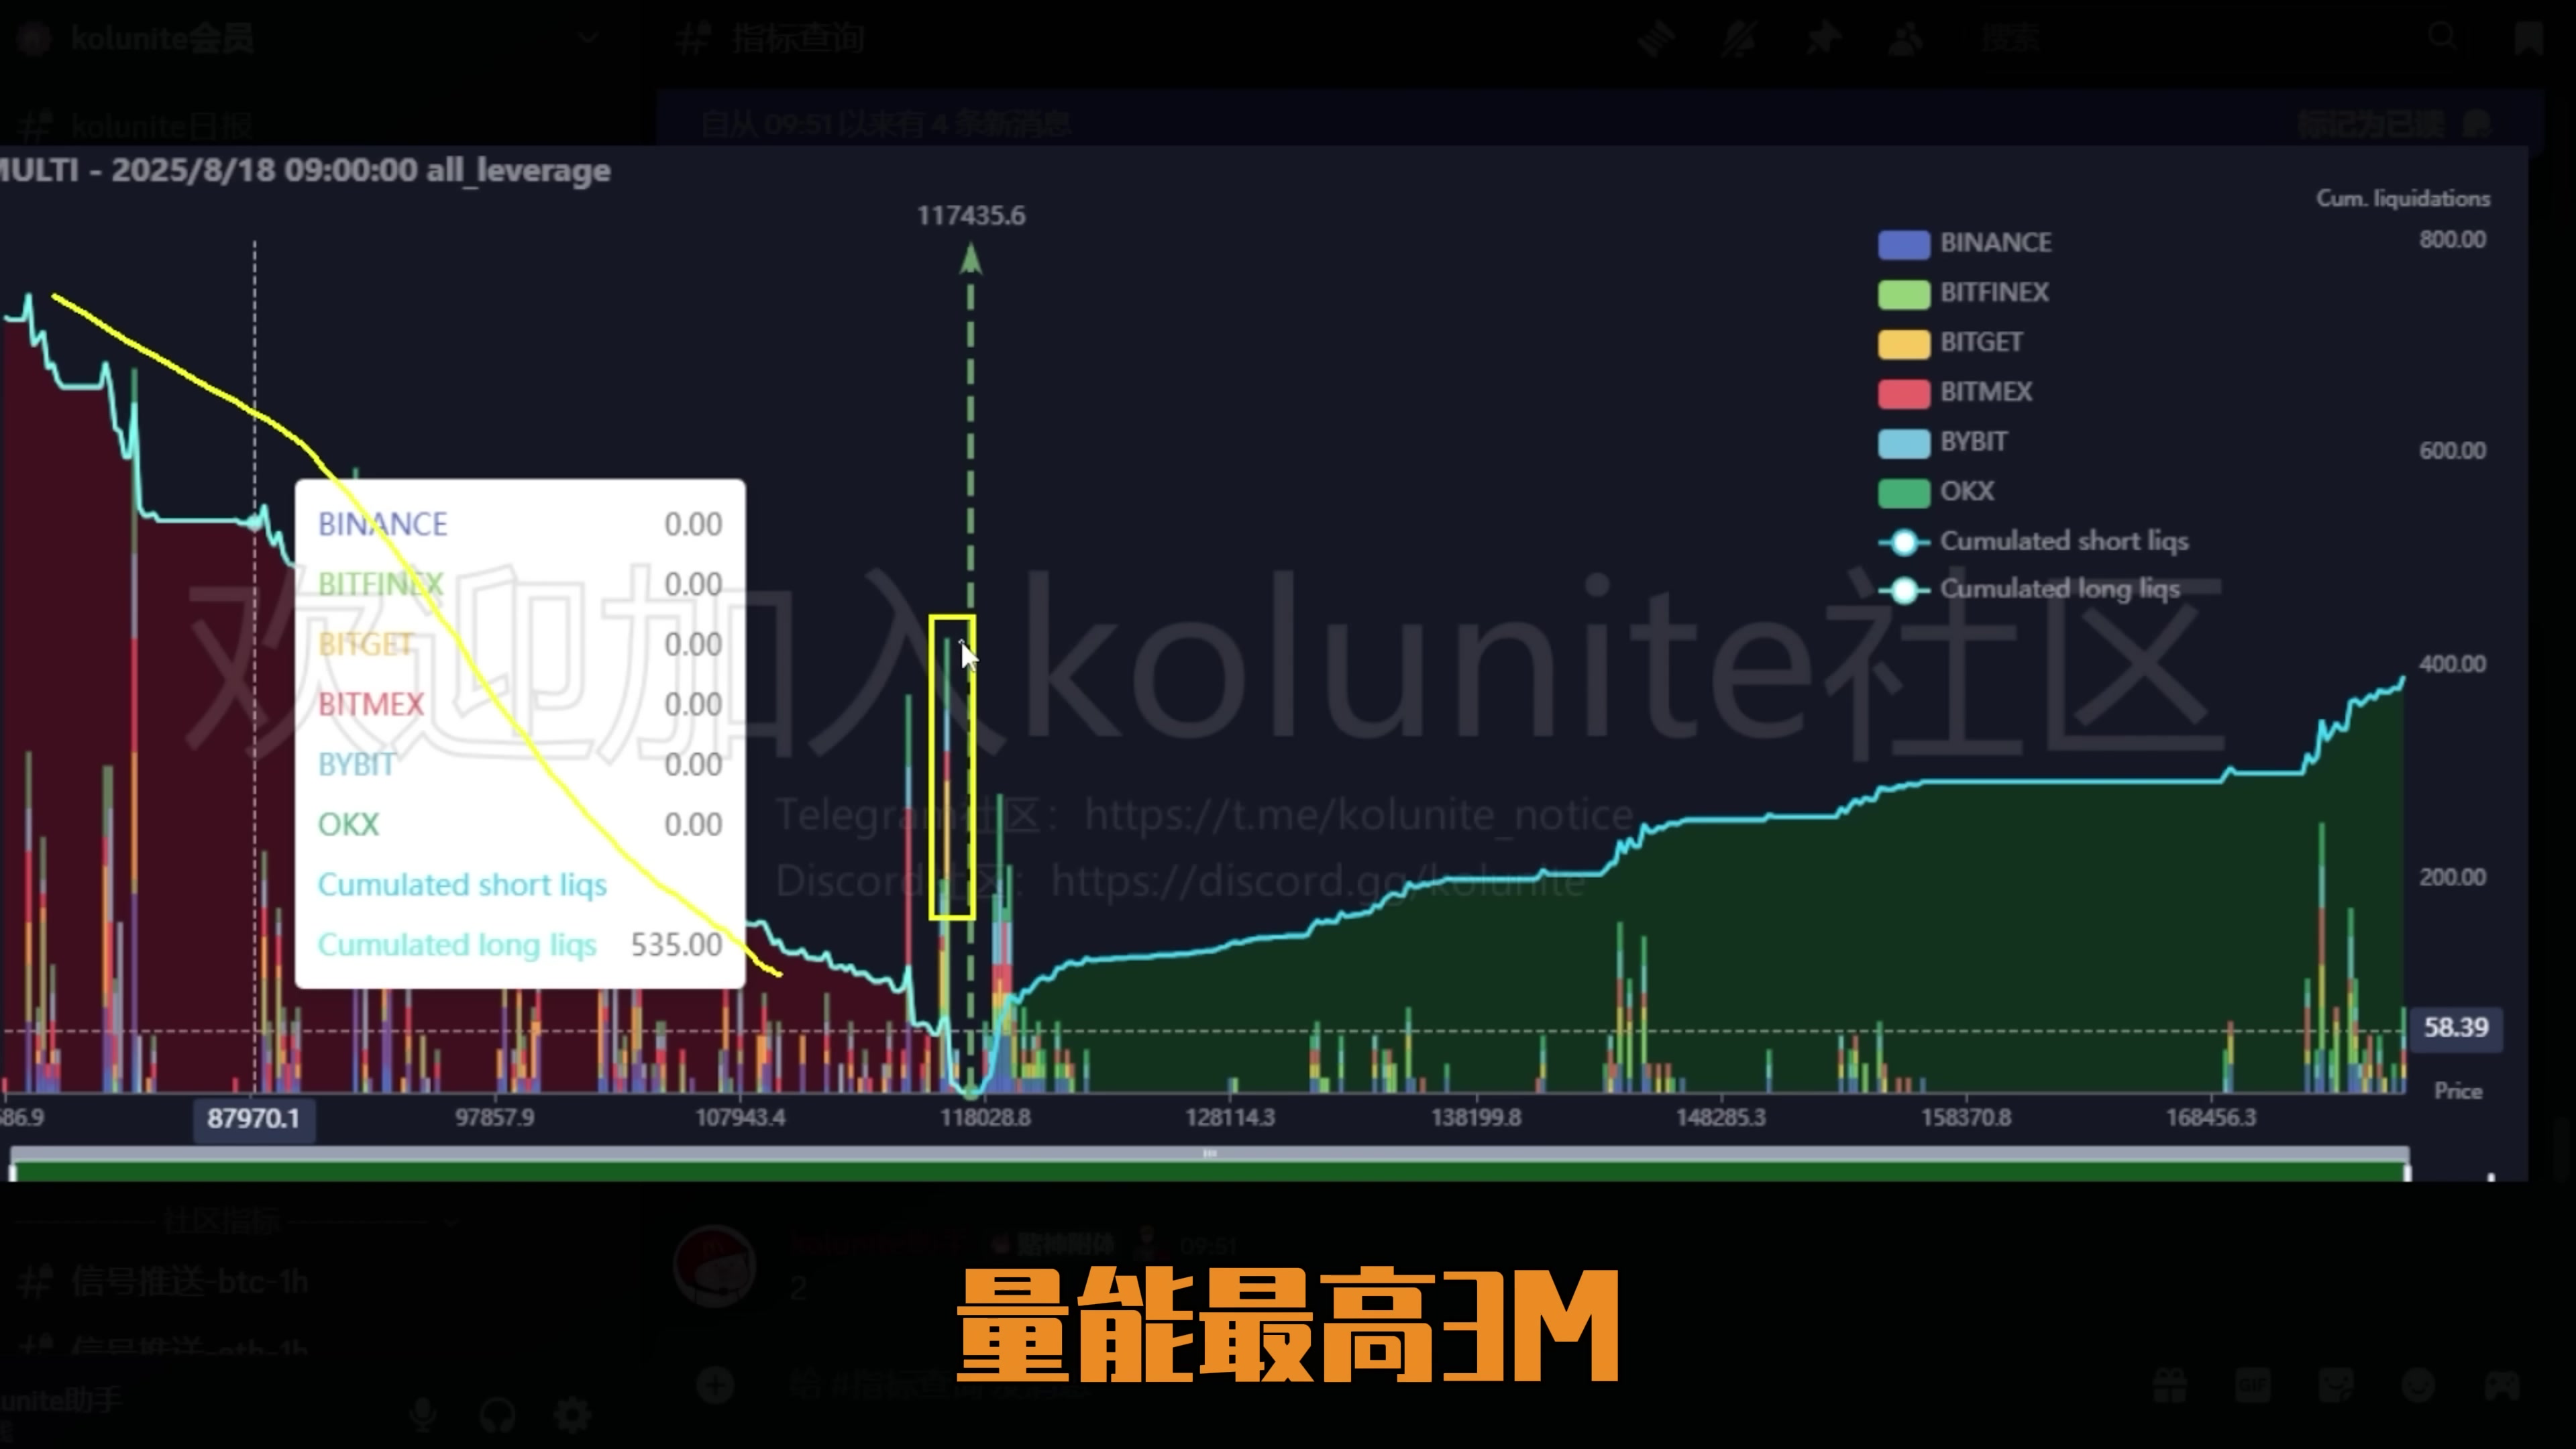 kolunite会员
指标查询
搜索
kolunite日报
自从 09:51 以来有 4 条新消息
标记为已读
MULTI - 2025/8/18 09:00:00 all_leverage
117435.6
Cum. liquidations
800.00
600.00
400.00
200.00
58.39
Price
BINANCE
BITFINEX
BITGET
BITMEX
BYBIT
OKX
Cumulated short liqs
Cumulated long liqs
BINANCE 0.00
BITFINEX 0.00
BITGET 0.00
BITMEX 0.00
BYBIT 0.00
OKX 0.00
Cumulated short liqs
Cumulated long liqs 535.00
欢迎加入kolunite社区
Telegram社区：https://t.me/kolunite_notice
Discord社区：https://discord.gg/kolunite
586.9
87970.1
97857.9
107943.4
118028.8
128114.3
138199.8
148285.3
158370.8
168456.3
社区指标
信号推送-btc-1h
信号推送-eth-1h
09:51
2
量能最高3M
unite助手
GIF